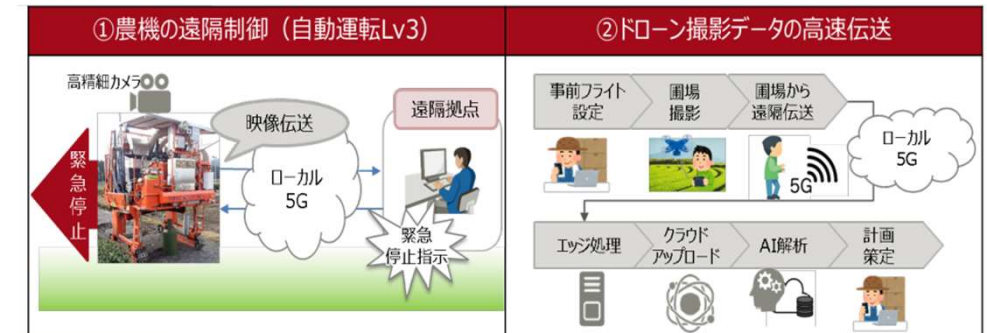 ①農機の遠隔制御（自動運転Lv3）
高精細カメラ
映像伝送
遠隔拠点
緊急停止
ローカル
5G
緊急
停止指示
②ドローン撮影データの高速伝送
事前フライト
設定
圃場
撮影
圃場から
遠隔伝送
ローカル
5G
5G
エッジ処理
クラウド
アップロード
AI解析
計画
策定